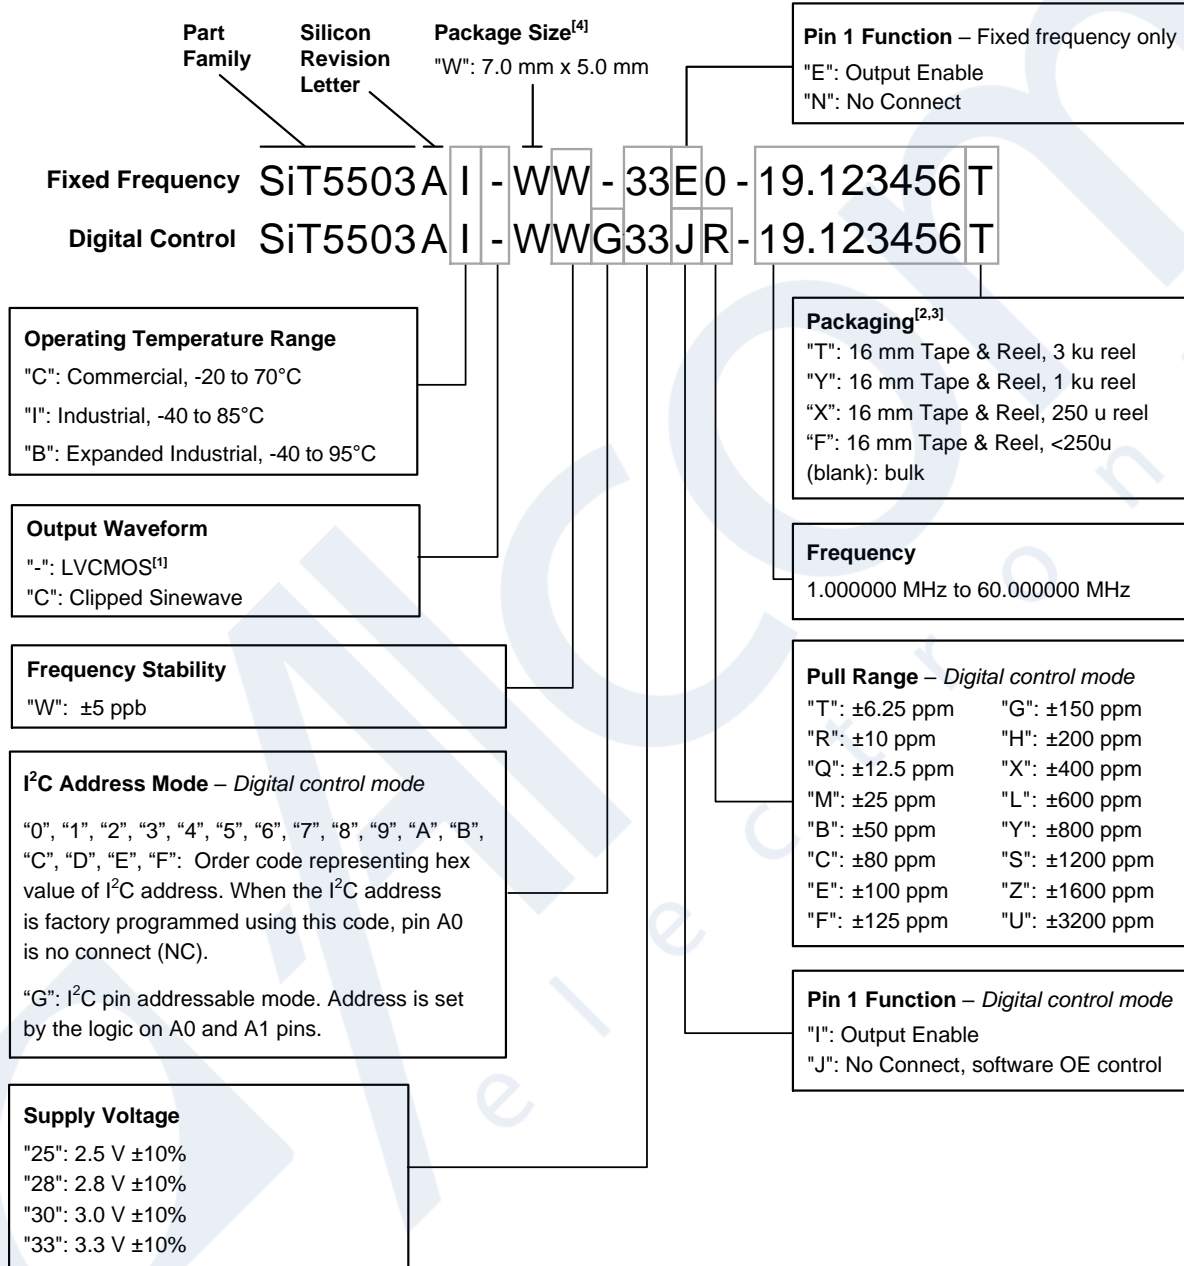 Part Family
Silicon Revision Letter
Package Size[4]
"W": 7.0 mm x 5.0 mm
Pin 1 Function – Fixed frequency only
"E": Output Enable
"N": No Connect
Fixed Frequency SiT5503 A I - W W - 33 E 0 - 19.123456 T
Digital Control SiT5503 A I - W W G 33 J R - 19.123456 T
Operating Temperature Range
"C": Commercial, -20 to 70°C
"I": Industrial, -40 to 85°C
"B": Expanded Industrial, -40 to 95°C
Output Waveform
"-": LVCMOS[1]
"C": Clipped Sinewave
Frequency Stability
"W": ±5 ppb
I2C Address Mode – Digital control mode
“0”, “1”, “2”, “3”, “4”, “5”, “6”, “7”, “8”, “9”, “A”, “B”,
“C”, “D”, “E”, “F”: Order code representing hex
value of I2C address. When the I2C address
is factory programmed using this code, pin A0
is no connect (NC).
“G”: I2C pin addressable mode. Address is set
by the logic on A0 and A1 pins.
Supply Voltage
"25": 2.5 V ±10%
"28": 2.8 V ±10%
"30": 3.0 V ±10%
"33": 3.3 V ±10%
Packaging[2,3]
"T": 16 mm Tape & Reel, 3 ku reel
"Y": 16 mm Tape & Reel, 1 ku reel
“X”: 16 mm Tape & Reel, 250 u reel
“F”: 16 mm Tape & Reel, <250u
(blank): bulk
Frequency
1.000000 MHz to 60.000000 MHz
Pull Range – Digital control mode
"T": ±6.25 ppm "G": ±150 ppm
"R": ±10 ppm "H": ±200 ppm
"Q": ±12.5 ppm "X": ±400 ppm
"M": ±25 ppm "L": ±600 ppm
"B": ±50 ppm "Y": ±800 ppm
"C": ±80 ppm "S": ±1200 ppm
"E": ±100 ppm "Z": ±1600 ppm
"F": ±125 ppm "U": ±3200 ppm
Pin 1 Function – Digital control mode
"I": Output Enable
"J": No Connect, software OE control